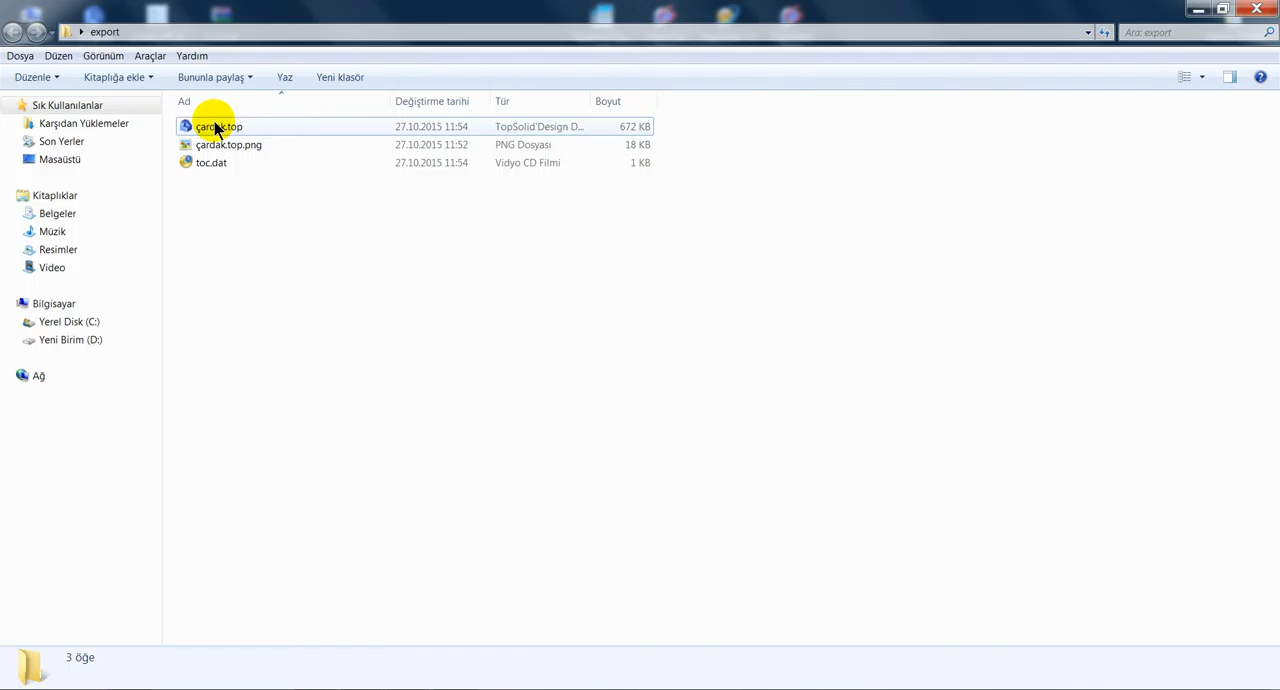 export
Ara: export
Dosya Düzen Görünüm Araçlar Yardım
Düzenle Kitaplığa ekle Bununla paylaş Yaz Yeni klasör
Sık Kullanılanlar
Karşıdan Yüklemeler
Son Yerler
Masaüstü
Kitaplıklar
Belgeler
Müzik
Resimler
Video
Bilgisayar
Yerel Disk (C:)
Yeni Birim (D:)
Ağ
Ad Değiştirme tarihi Tür Boyut
çardak.top 27.10.2015 11:54 TopSolid'Design D... 672 KB
çardak.top.png 27.10.2015 11:52 PNG Dosyası 18 KB
toc.dat 27.10.2015 11:54 Vidyo CD Filmi 1 KB
3 öğe